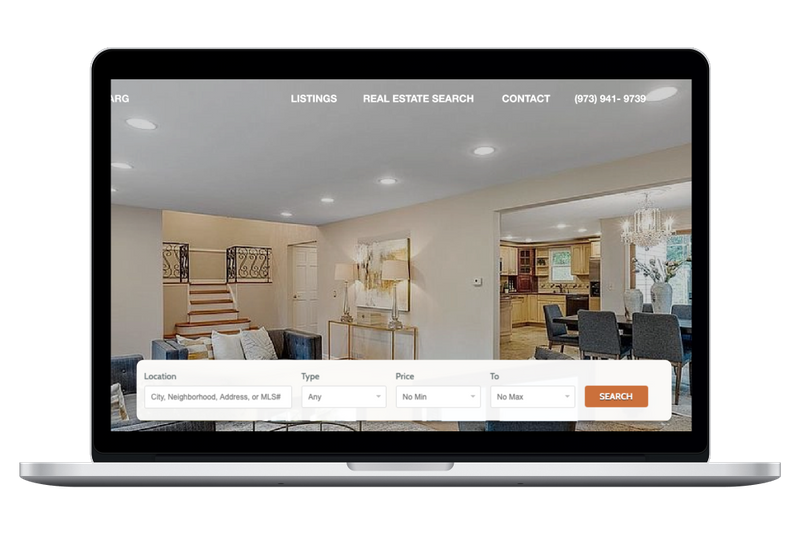 ARG LISTINGS REAL ESTATE SEARCH CONTACT (973) 941- 9739
Location Type Price To
City, Neighborhood, Address, or MLS# Any No Min No Max SEARCH